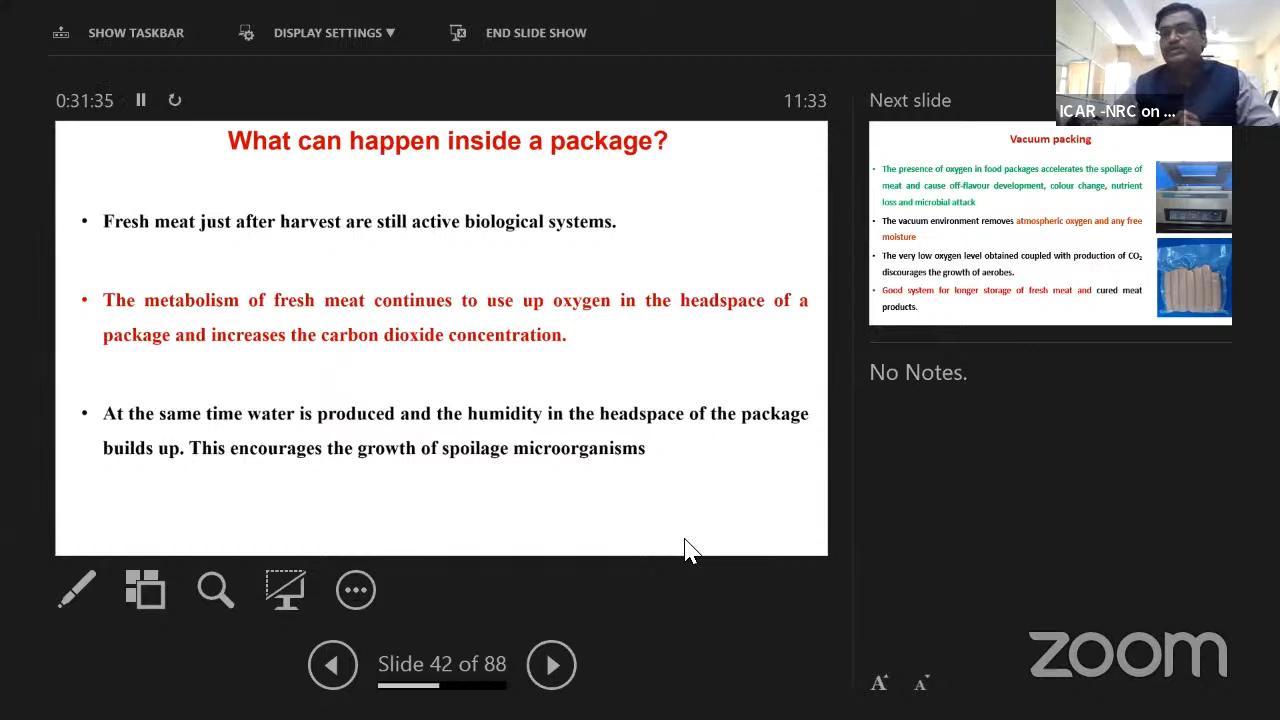 SHOW TASKBAR
DISPLAY SETTINGS ▼
END SLIDE SHOW
0:31:35
11:33
What can happen inside a package?
• Fresh meat just after harvest are still active biological systems.
• The metabolism of fresh meat continues to use up oxygen in the headspace of a
package and increases the carbon dioxide concentration.
• At the same time water is produced and the humidity in the headspace of the package
builds up. This encourages the growth of spoilage microorganisms
Slide 42 of 88
Next slide
ICAR -NRC on ...
Vacuum packing
• The presence of oxygen in food packages accelerates the spoilage of
meat and cause off-flavour development, colour change, nutrient
loss and microbial attack
• The vacuum environment removes atmospheric oxygen and any free
moisture
• The very low oxygen level obtained coupled with production of CO₂
discourages the growth of aerobes.
• Good system for longer storage of fresh meat and cured meat
products.
No Notes.
A A
zoom